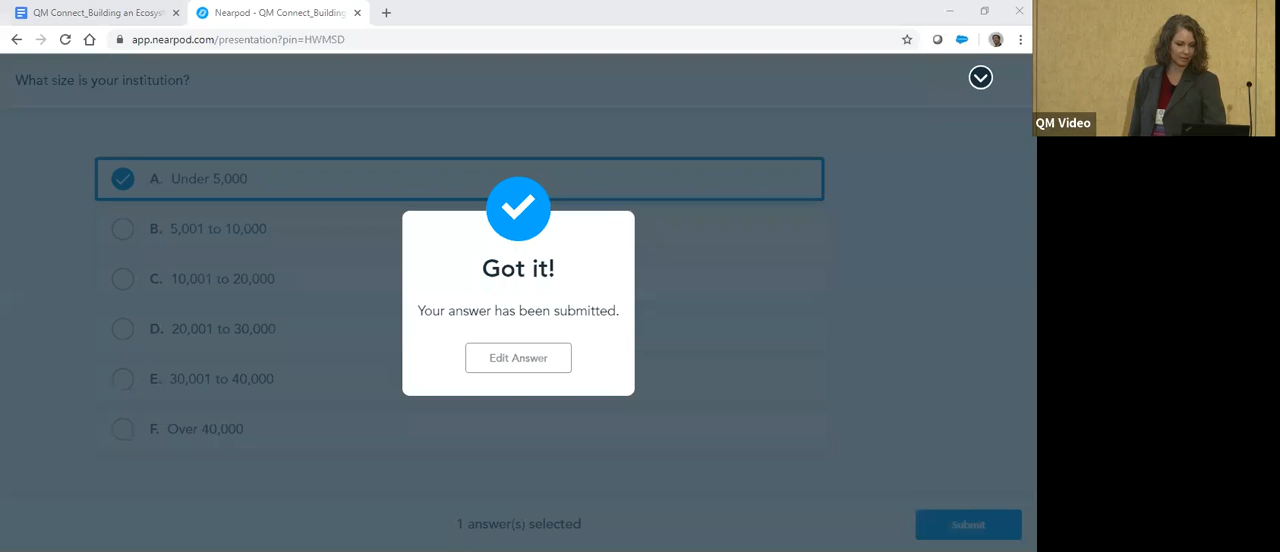 QM Connect_Building an Ecosyst
Nearpod - QM Connect_Building
app.nearpod.com/presentation?pin=HWMSD
What size is your institution?
QM Video
A. Under 5,000
B. 5,001 to 10,000
C. 10,001 to 20,000
D. 20,001 to 30,000
E. 30,001 to 40,000
F. Over 40,000
Got it!
Your answer has been submitted.
Edit Answer
1 answer(s) selected
Submit